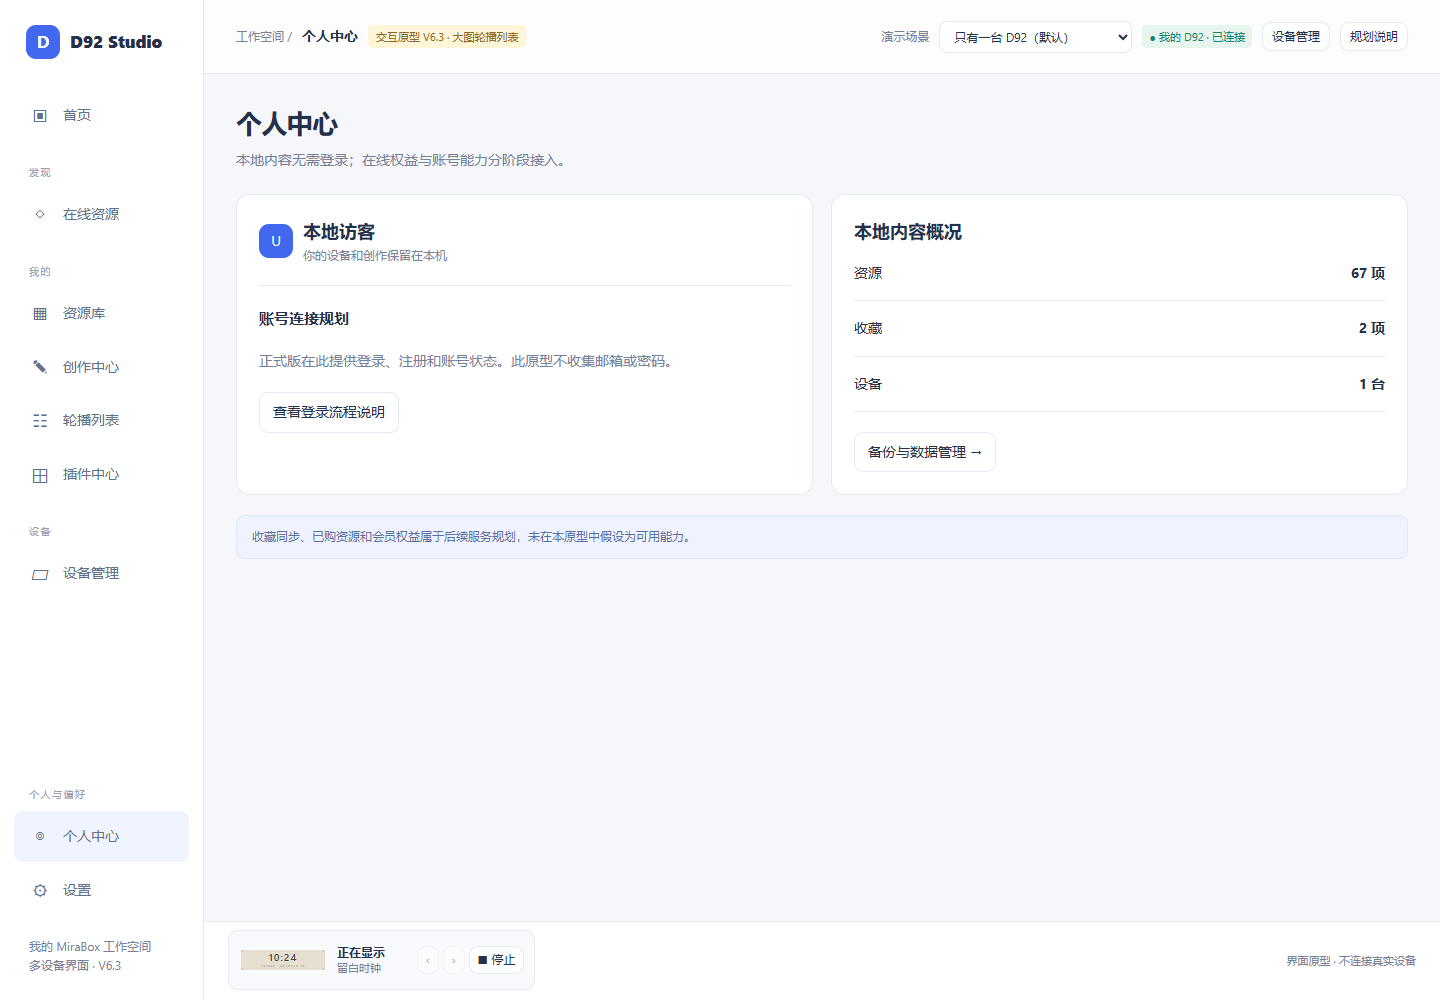 D D92 Studio
首页
发现
在线资源
我的
资源库
创作中心
轮播列表
插件中心
设备
设备管理
个人与偏好
个人中心
设置
我的 MiraBox 工作空间
多设备界面 · V6.3
工作空间 / 个人中心 交互原型 V6.3 · 大图轮播列表
演示场景 只有一台 D92（默认） ● 我的 D92 · 已连接 设备管理 规划说明
个人中心
本地内容无需登录；在线权益与账号能力分阶段接入。
U 本地访客
你的设备和创作保留在本机
账号连接规划
正式版在此提供登录、注册和账号状态。此原型不收集邮箱或密码。
查看登录流程说明
本地内容概况
资源 67 项
收藏 2 项
设备 1 台
备份与数据管理 →
收藏同步、已购资源和会员权益属于后续服务规划，未在本原型中假设为可用能力。
10:24
正在显示
留白时钟
‹ › ■ 停止
界面原型 · 不连接真实设备